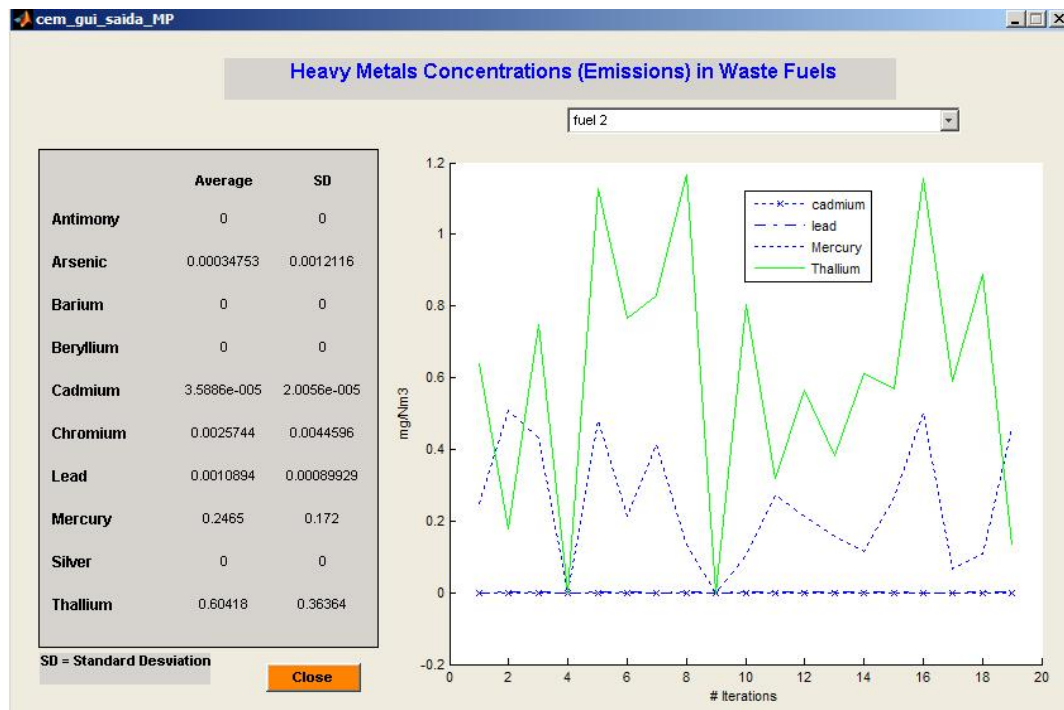 cem_gui_saida_MP
Heavy Metals Concentrations (Emissions) in Waste Fuels
fuel 2
Average SD
Antimony 0 0
Arsenic 0.00034753 0.0012116
Barium 0 0
Beryllium 0 0
Cadmium 3.5886e-005 2.0056e-005
Chromium 0.0025744 0.0044596
Lead 0.0010894 0.00089929
Mercury 0.2465 0.172
Silver 0 0
Thallium 0.60418 0.36364
SD = Standard Desviation
Close
1.2
1
0.8
0.6
0.4
0.2
0
-0.2
mg/Nm3
cadmium
lead
Mercury
Thallium
0 2 4 6 8 10 12 14 16 18 20
# Iterations